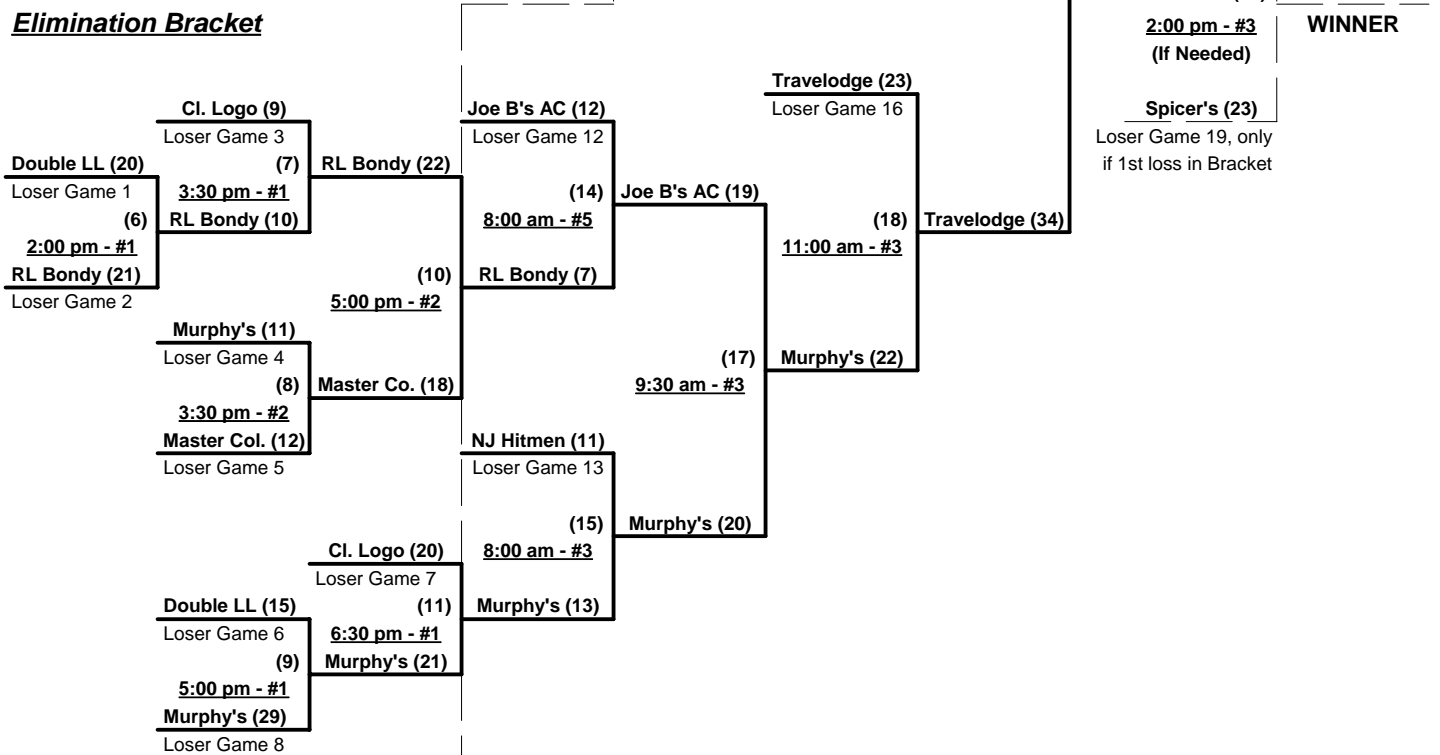 Elimination Bracket
2:00 pm - #3
WINNER
(If Needed)
Travelodge (23)
Loser Game 16
Cl. Logo (9)
Loser Game 3
Joe B's AC (12)
Loser Game 12
Spicer's (23)
Loser Game 19, only
if 1st loss in Bracket
Double LL (20)
Loser Game 1
(7)
3:30 pm - #1
RL Bondy (22)
(6)
2:00 pm - #1
RL Bondy (10)
(14)
8:00 am - #5
Joe B's AC (19)
(18)
11:00 am - #3
Travelodge (34)
RL Bondy (21)
Loser Game 2
(10)
5:00 pm - #2
RL Bondy (7)
Murphy's (11)
Loser Game 4
(8)
3:30 pm - #2
Master Co. (18)
(17)
9:30 am - #3
Murphy's (22)
Master Col. (12)
Loser Game 5
NJ Hitmen (11)
Loser Game 13
(15)
8:00 am - #3
Murphy's (20)
Cl. Logo (20)
Loser Game 7
Double LL (15)
Loser Game 6
(11)
6:30 pm - #1
Murphy's (13)
(9)
5:00 pm - #1
Murphy's (21)
Murphy's (29)
Loser Game 8